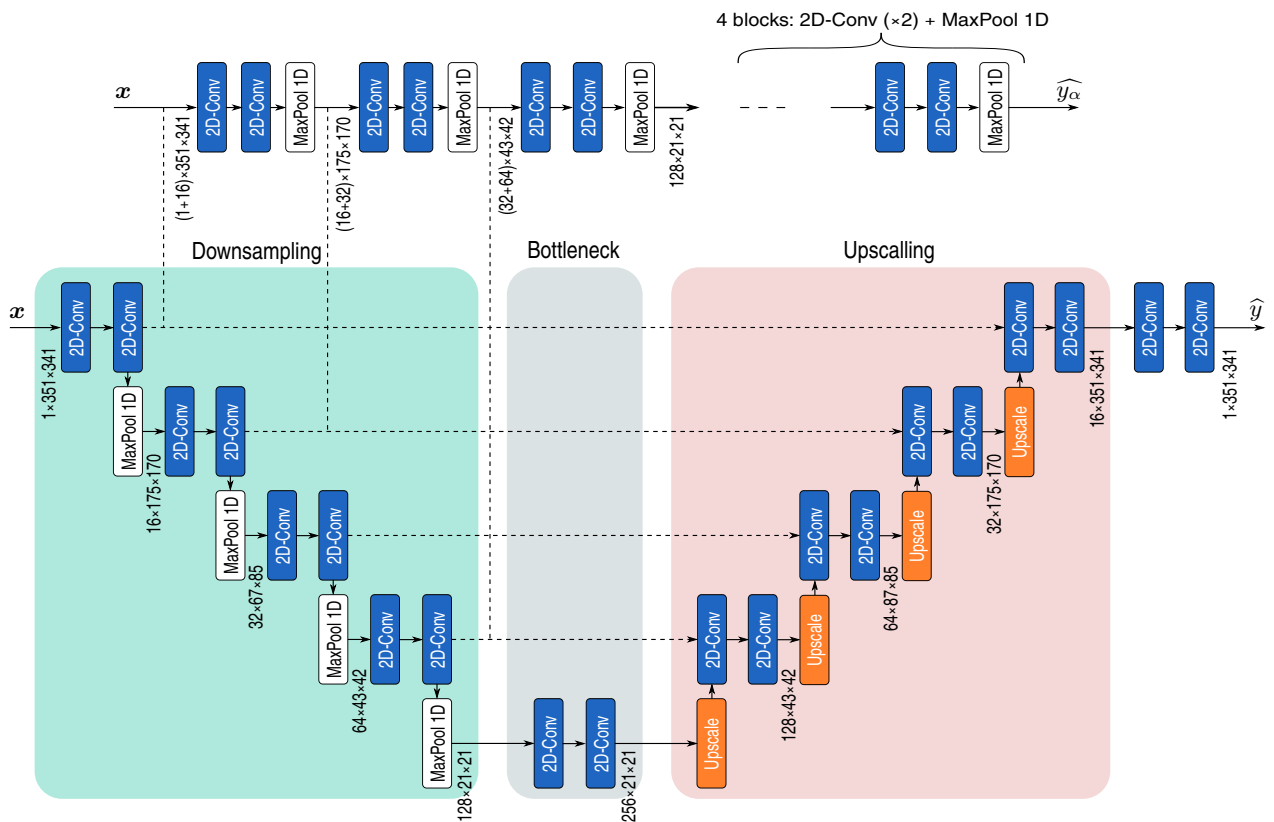 4 blocks: 2D-Conv (×2) + MaxPool 1D
x
2D-Conv
2D-Conv
MaxPool 1D
2D-Conv
2D-Conv
MaxPool 1D
2D-Conv
2D-Conv
MaxPool 1D
2D-Conv
2D-Conv
MaxPool 1D
$\widehat{y_\alpha}$
(1+16)×351×341
(16+32)×175×170
(32+64)×43×42
128×21×21
Downsampling
Bottleneck
Upscalling
x
2D-Conv
2D-Conv
2D-Conv
2D-Conv
2D-Conv
2D-Conv
$\widehat{y}$
1×351×341
16×351×341
1×351×341
MaxPool 1D
2D-Conv
2D-Conv
2D-Conv
2D-Conv
Upscale
16×175×170
32×175×170
MaxPool 1D
2D-Conv
2D-Conv
2D-Conv
2D-Conv
Upscale
32×67×85
64×87×85
MaxPool 1D
2D-Conv
2D-Conv
2D-Conv
2D-Conv
Upscale
64×43×42
128×43×42
MaxPool 1D
2D-Conv
2D-Conv
Upscale
128×21×21
256×21×21